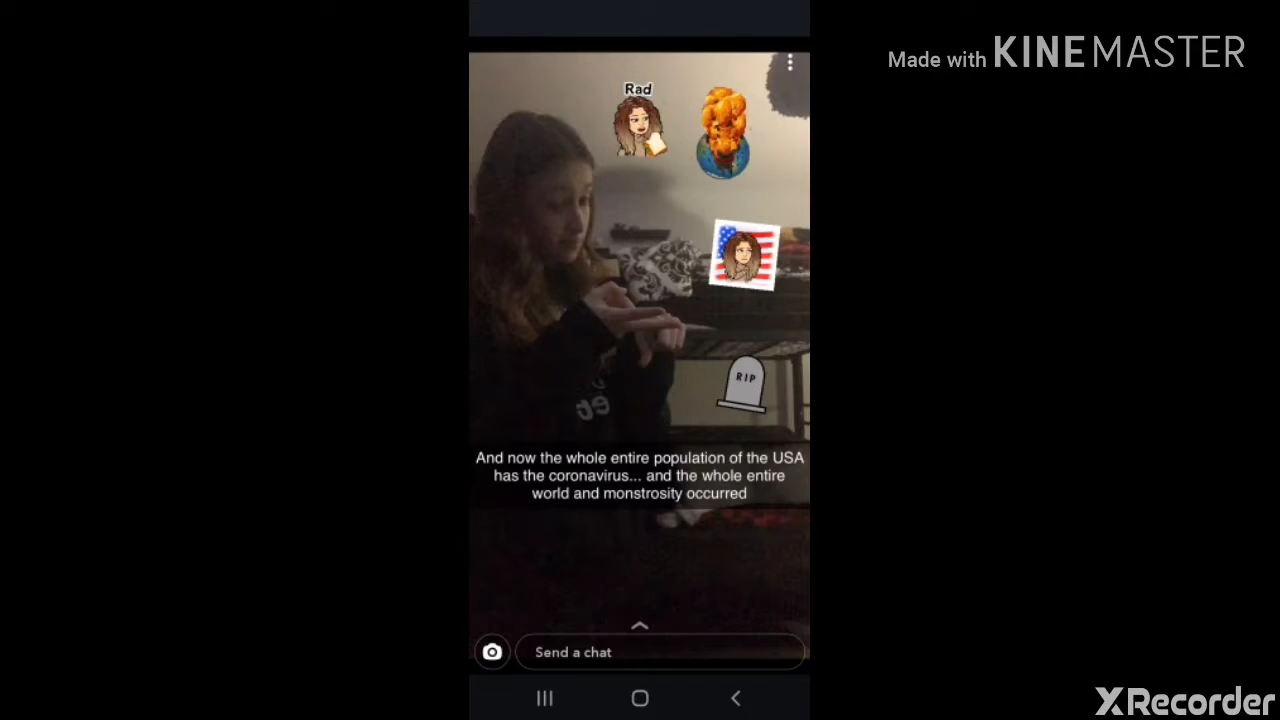 Made with KINEMASTER
Rad
RIP
And now the whole entire population of the USA
has the coronavirus... and the whole entire
world and monstrosity occurred
Send a chat
XRecorder